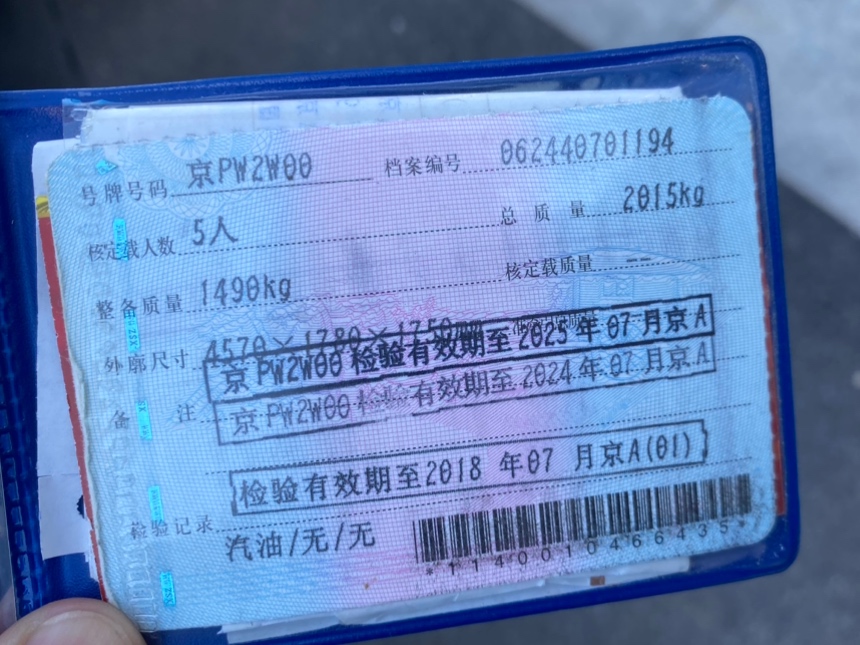 号牌号码 京PW2W00 档案编号 062440701194
核定载人数 5人 总质量 2015kg
整备质量 1490kg 核定载质量 --
外廓尺寸 4570×1780×1750mm
京PW2W00检验有效期至2025年07月京A
备注 京PW2W00检验有效期至2024年07月京A
检验有效期至2018年07月京A(01)
检验记录 汽油/无/无
*1140010466435*